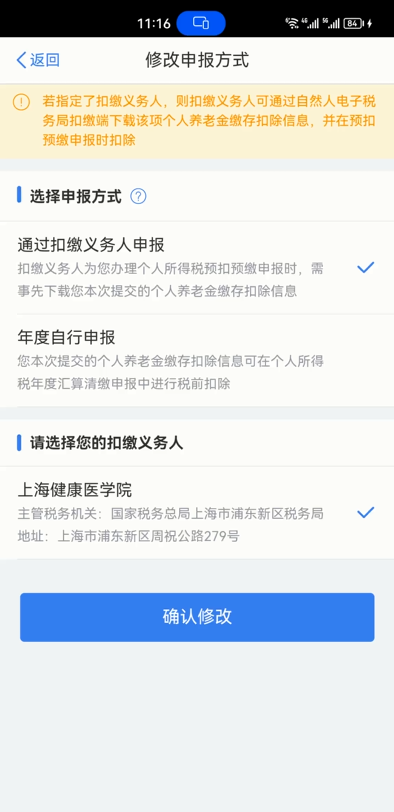 11:16
6 4G 5G 84
返回
修改申报方式
若指定了扣缴义务人，则扣缴义务人可通过自然人电子税
务局扣缴端下载该项个人养老金缴存扣除信息，并在预扣
预缴申报时扣除
选择申报方式
通过扣缴义务人申报
扣缴义务人为您办理个人所得税预扣预缴申报时，需
事先下载您本次提交的个人养老金缴存扣除信息
年度自行申报
您本次提交的个人养老金缴存扣除信息可在个人所得
税年度汇算清缴申报中进行税前扣除
请选择您的扣缴义务人
上海健康医学院
主管税务机关：国家税务总局上海市浦东新区税务局
地址：上海市浦东新区周祝公路279号
确认修改